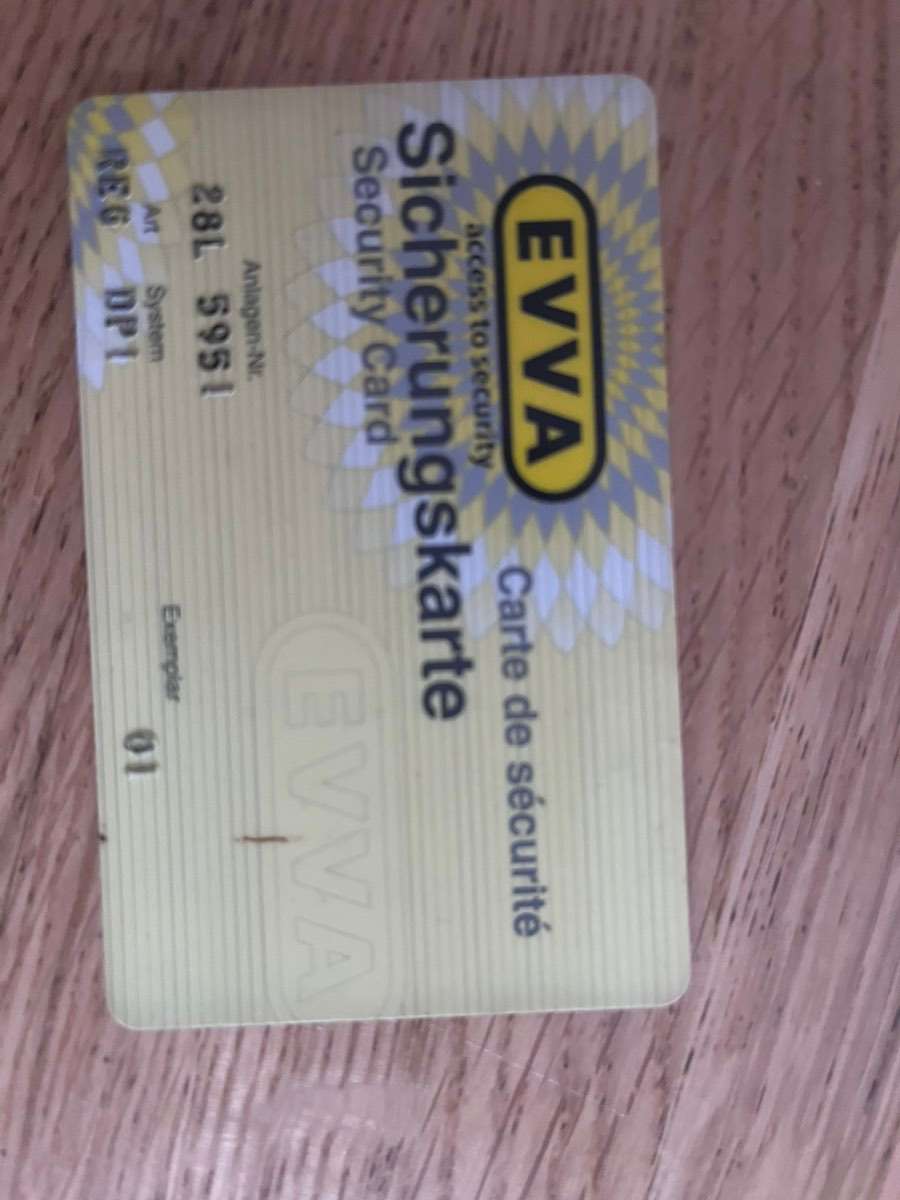 EVVA
access to security
Carte de sécurité
Sicherungskarte
Security Card
EVVA
Anlagen-Nr.
28L 5951
Art System Exemplar
REG DPI 01